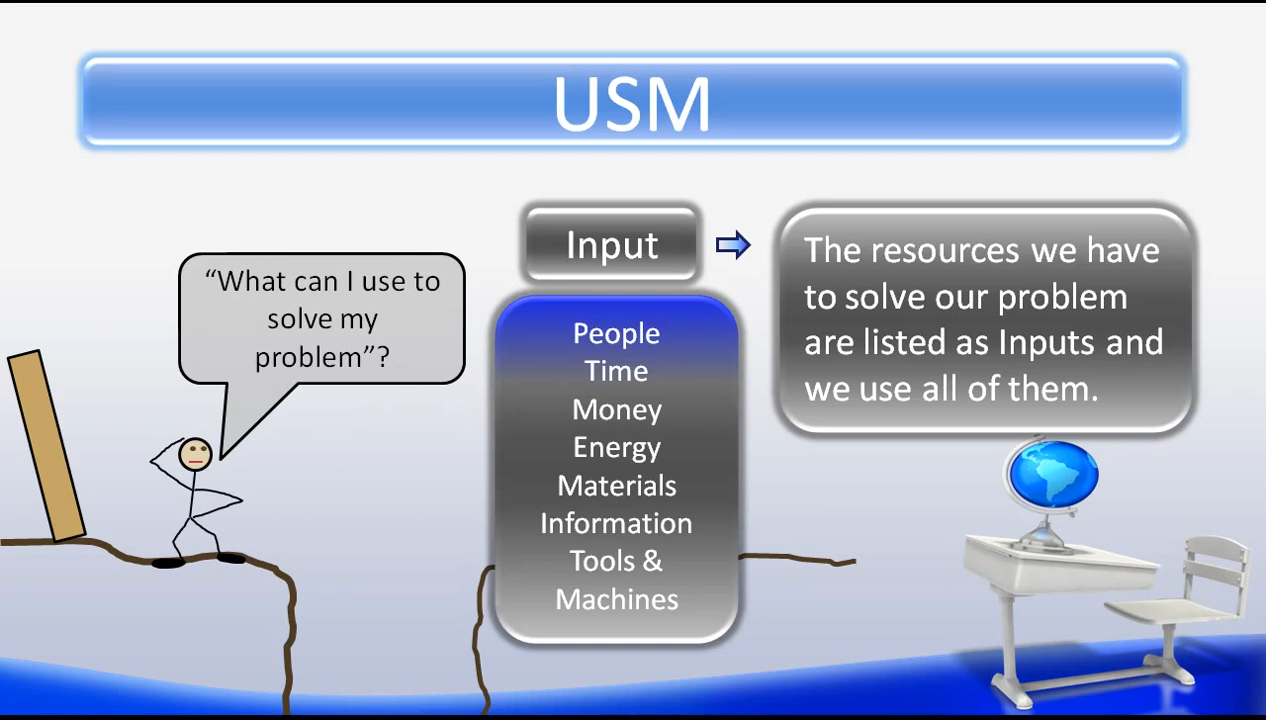 USM
“What can I use to
solve my
problem”?
Input
People
Time
Money
Energy
Materials
Information
Tools &
Machines
The resources we have
to solve our problem
are listed as Inputs and
we use all of them.